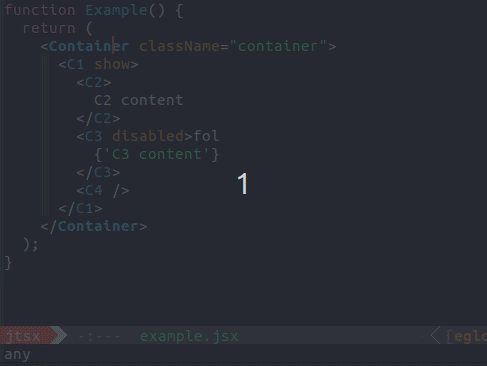 function Example() {
  return (
    <Container className="container">
      <C1 show>
        <C2>
          C2 content
        </C2>
        <C3 disabled>fol
          {'C3 content'}
        </C3>
        <C4 />
      </C1>
    </Container>
  );
}
1
jtsx -:--- example.jsx [eglo
any